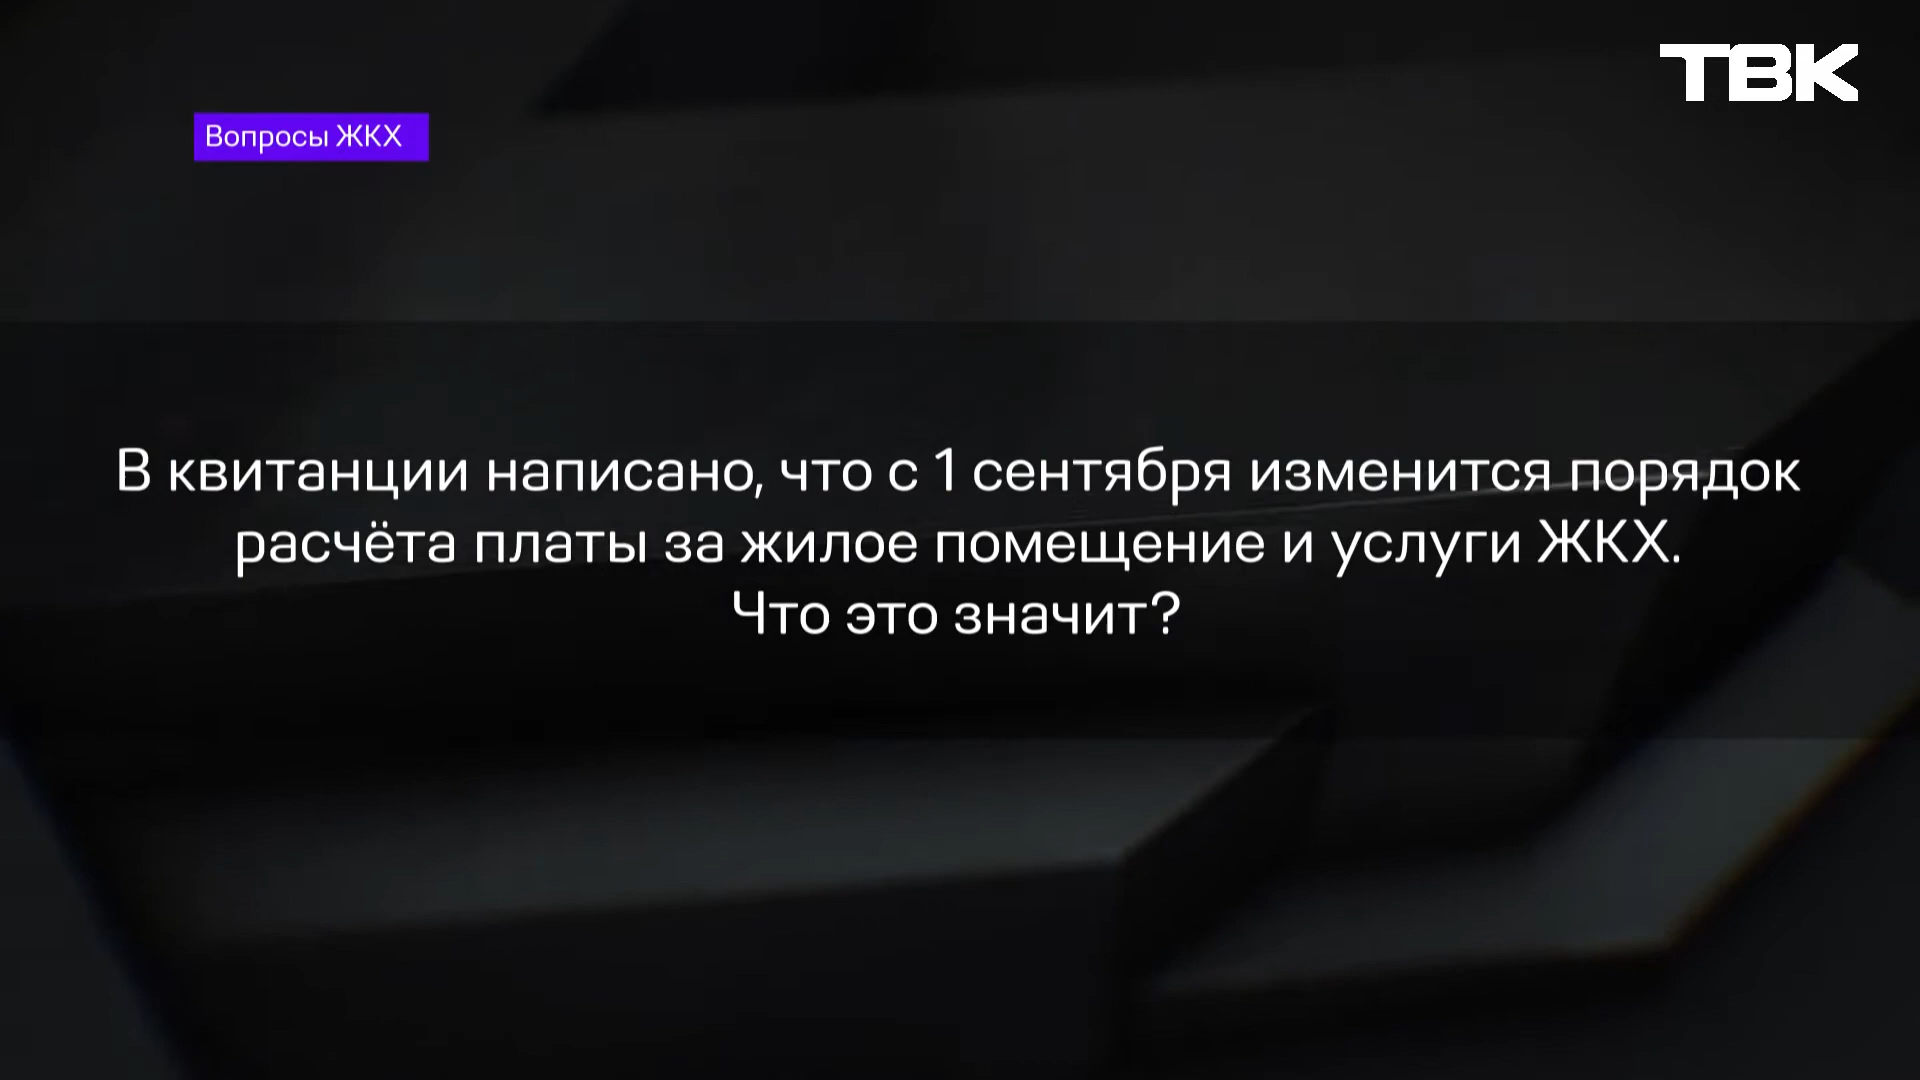 ТВК
Вопросы ЖКХ
В квитанции написано, что с 1 сентября изменится порядок
расчёта платы за жилое помещение и услуги ЖКХ.
Что это значит?